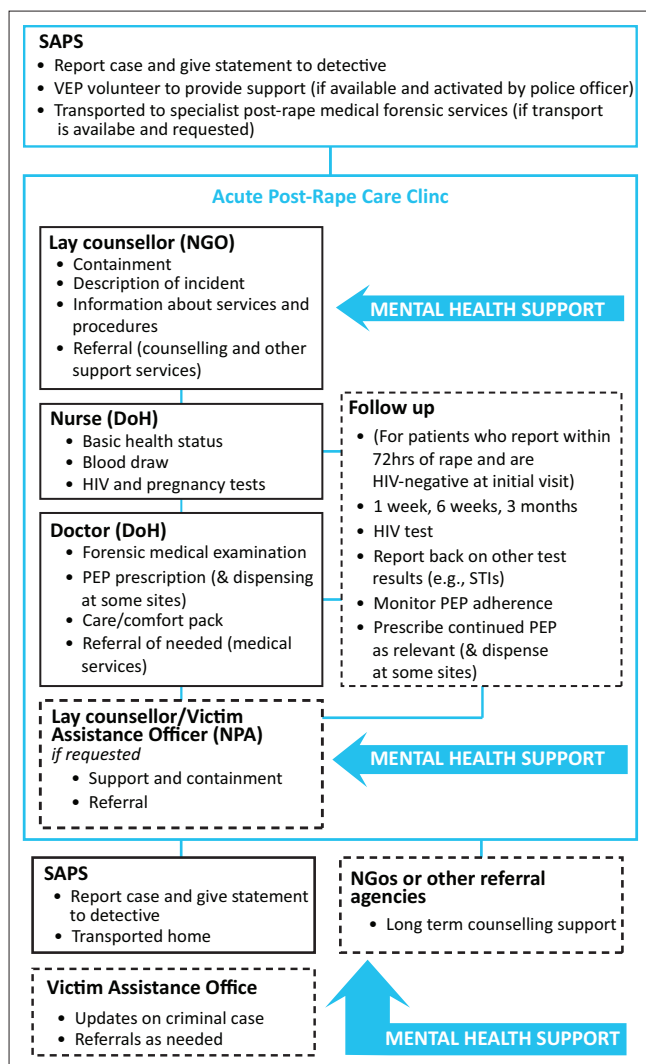 SAPS
• Report case and give statement to detective
• VEP volunteer to provide support (if available and activated by police officer)
• Transported to specialist post-rape medical forensic services (if transport
is availabe and requested)
Acute Post-Rape Care Clinc
Lay counsellor (NGO)
• Containment
• Description of incident
• Information about services and
procedures
• Referral (counselling and other
support services)
MENTAL HEALTH SUPPORT
Nurse (DoH)
• Basic health status
• Blood draw
• HIV and pregnancy tests
Doctor (DoH)
• Forensic medical examination
• PEP prescription (& dispensing
at some sites)
• Care/comfort pack
• Referral of needed (medical
services)
Follow up
• (For patients who report within
72hrs of rape and are
HIV-negative at initial visit)
• 1 week, 6 weeks, 3 months
• HIV test
• Report back on other test
results (e.g., STIs)
• Monitor PEP adherence
• Prescribe continued PEP
as relevant (& dispense
at some sites)
Lay counsellor/Victim
Assistance Officer (NPA)
if requested
• Support and containment
• Referral
MENTAL HEALTH SUPPORT
SAPS
• Report case and give statement
to detective
• Transported home
NGos or other referral
agencies
• Long term counselling support
Victim Assistance Office
• Updates on criminal case
• Referrals as needed
MENTAL HEALTH SUPPORT